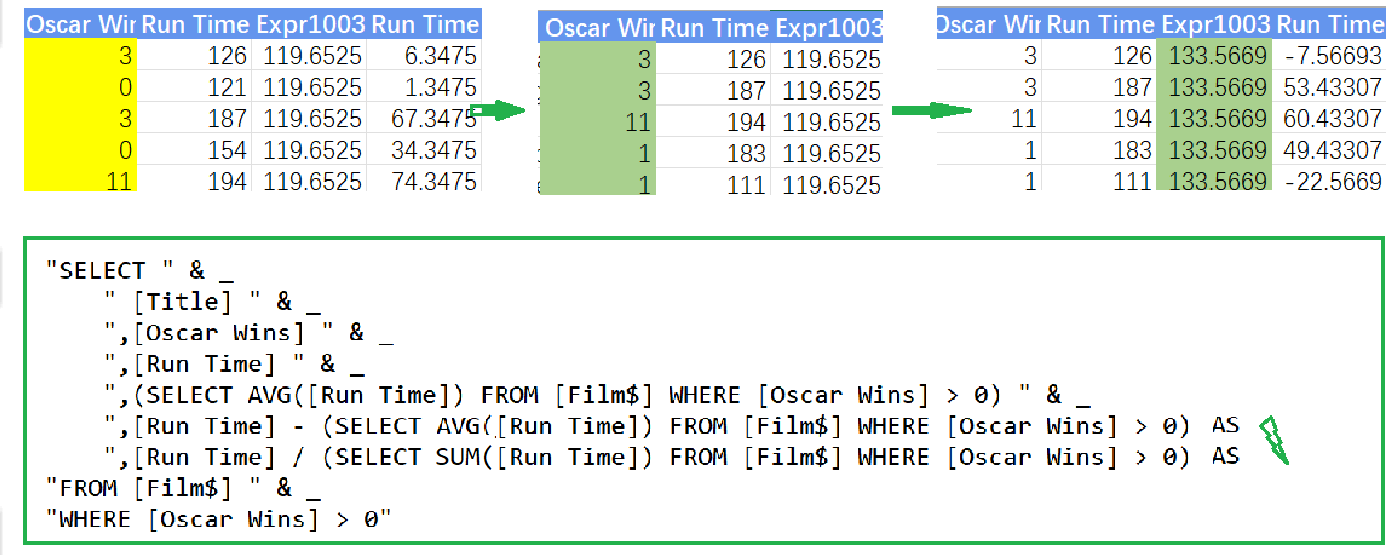 Oscar Wir Run Time Expr1003 Run Time
3 126 119.6525 6.3475
0 121 119.6525 1.3475
3 187 119.6525 67.3475
0 154 119.6525 34.3475
11 194 119.6525 74.3475
Oscar Wir Run Time Expr1003
3 126 119.6525
3 187 119.6525
11 194 119.6525
1 183 119.6525
1 111 119.6525
Oscar Wir Run Time Expr1003 Run Time
3 126 133.5669 -7.56693
3 187 133.5669 53.43307
11 194 133.5669 60.43307
1 183 133.5669 49.43307
1 111 133.5669 -22.5669
"SELECT " & _
" [Title] " & _
",[Oscar Wins] " & _
",[Run Time] " & _
",(SELECT AVG([Run Time]) FROM [Film$] WHERE [Oscar Wins] > 0) " & _
",[Run Time] - (SELECT AVG([Run Time]) FROM [Film$] WHERE [Oscar Wins] > 0) AS
",[Run Time] / (SELECT SUM([Run Time]) FROM [Film$] WHERE [Oscar Wins] > 0) AS
"FROM [Film$] " & _
"WHERE [Oscar Wins] > 0"